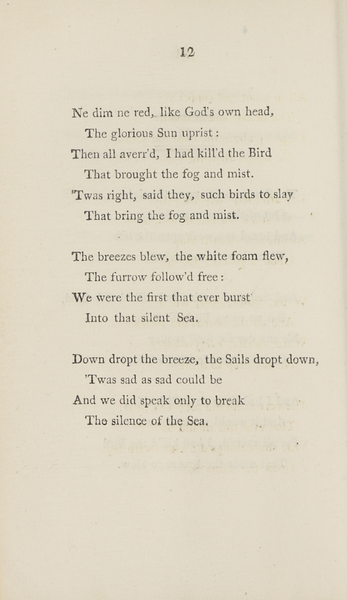 12
Ne dim ne red, like God's own head,
The glorious Sun uprist:
Then all averr'd, I had kill'd the Bird
That brought the fog and mist.
'Twas right, said they, such birds to slay
That bring the fog and mist.
The breezes blew, the white foam flew,
The furrow follow'd free:
We were the first that ever burst
Into that silent Sea.
Down dropt the breeze, the Sails dropt down,
'Twas sad as sad could be
And we did speak only to break
The silence of the Sea.